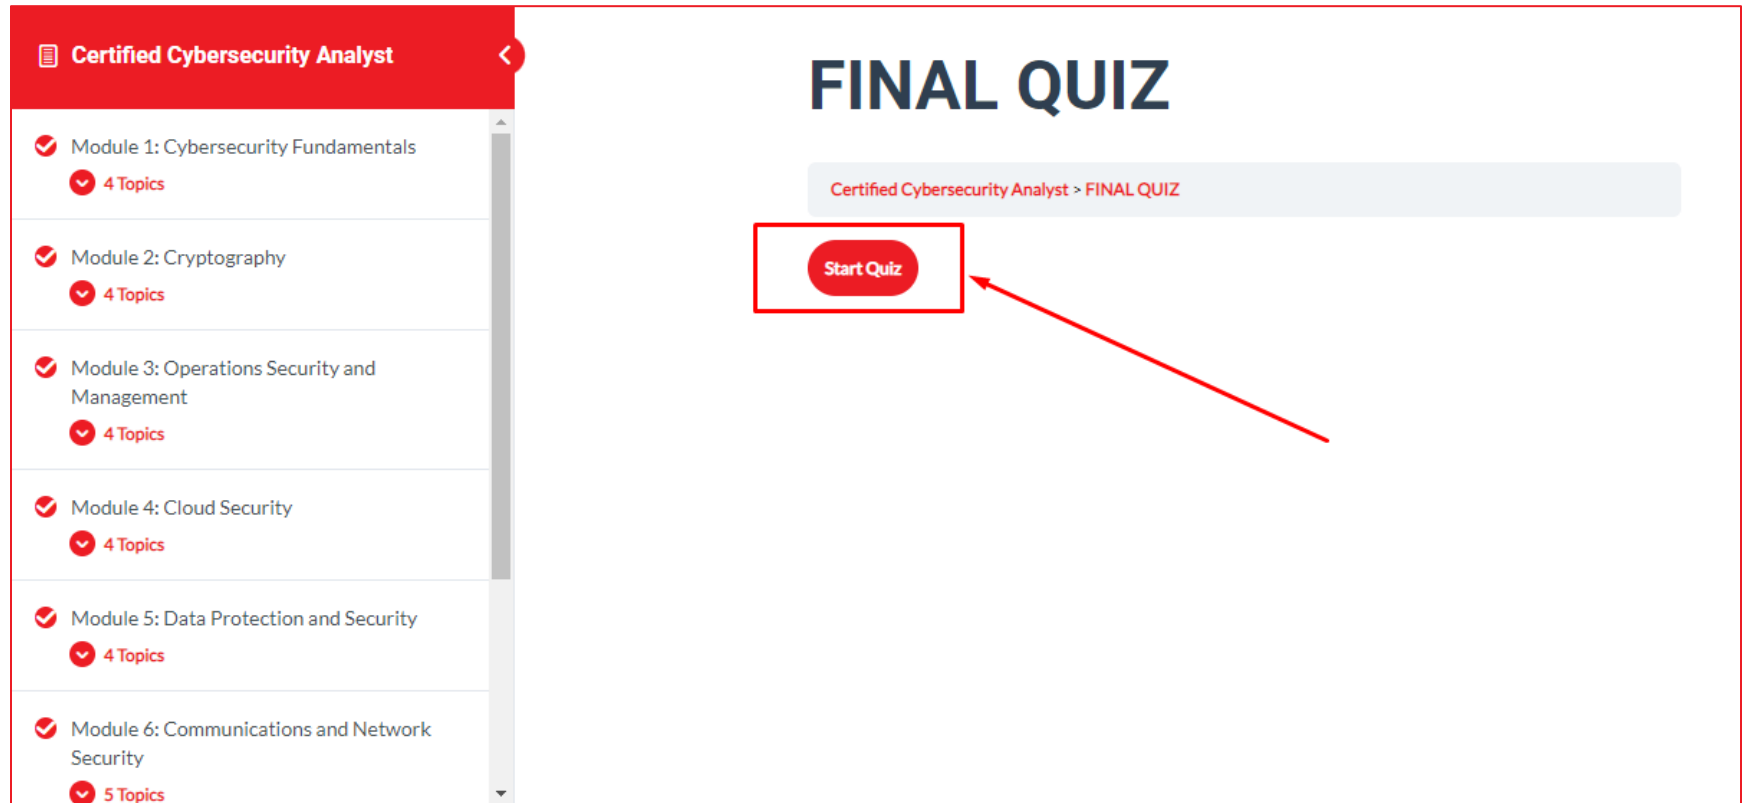 Certified Cybersecurity Analyst
Module 1: Cybersecurity Fundamentals
4 Topics
Module 2: Cryptography
4 Topics
Module 3: Operations Security and
Management
4 Topics
Module 4: Cloud Security
4 Topics
Module 5: Data Protection and Security
4 Topics
Module 6: Communications and Network
Security
5 Topics
FINAL QUIZ
Certified Cybersecurity Analyst > FINAL QUIZ
Start Quiz